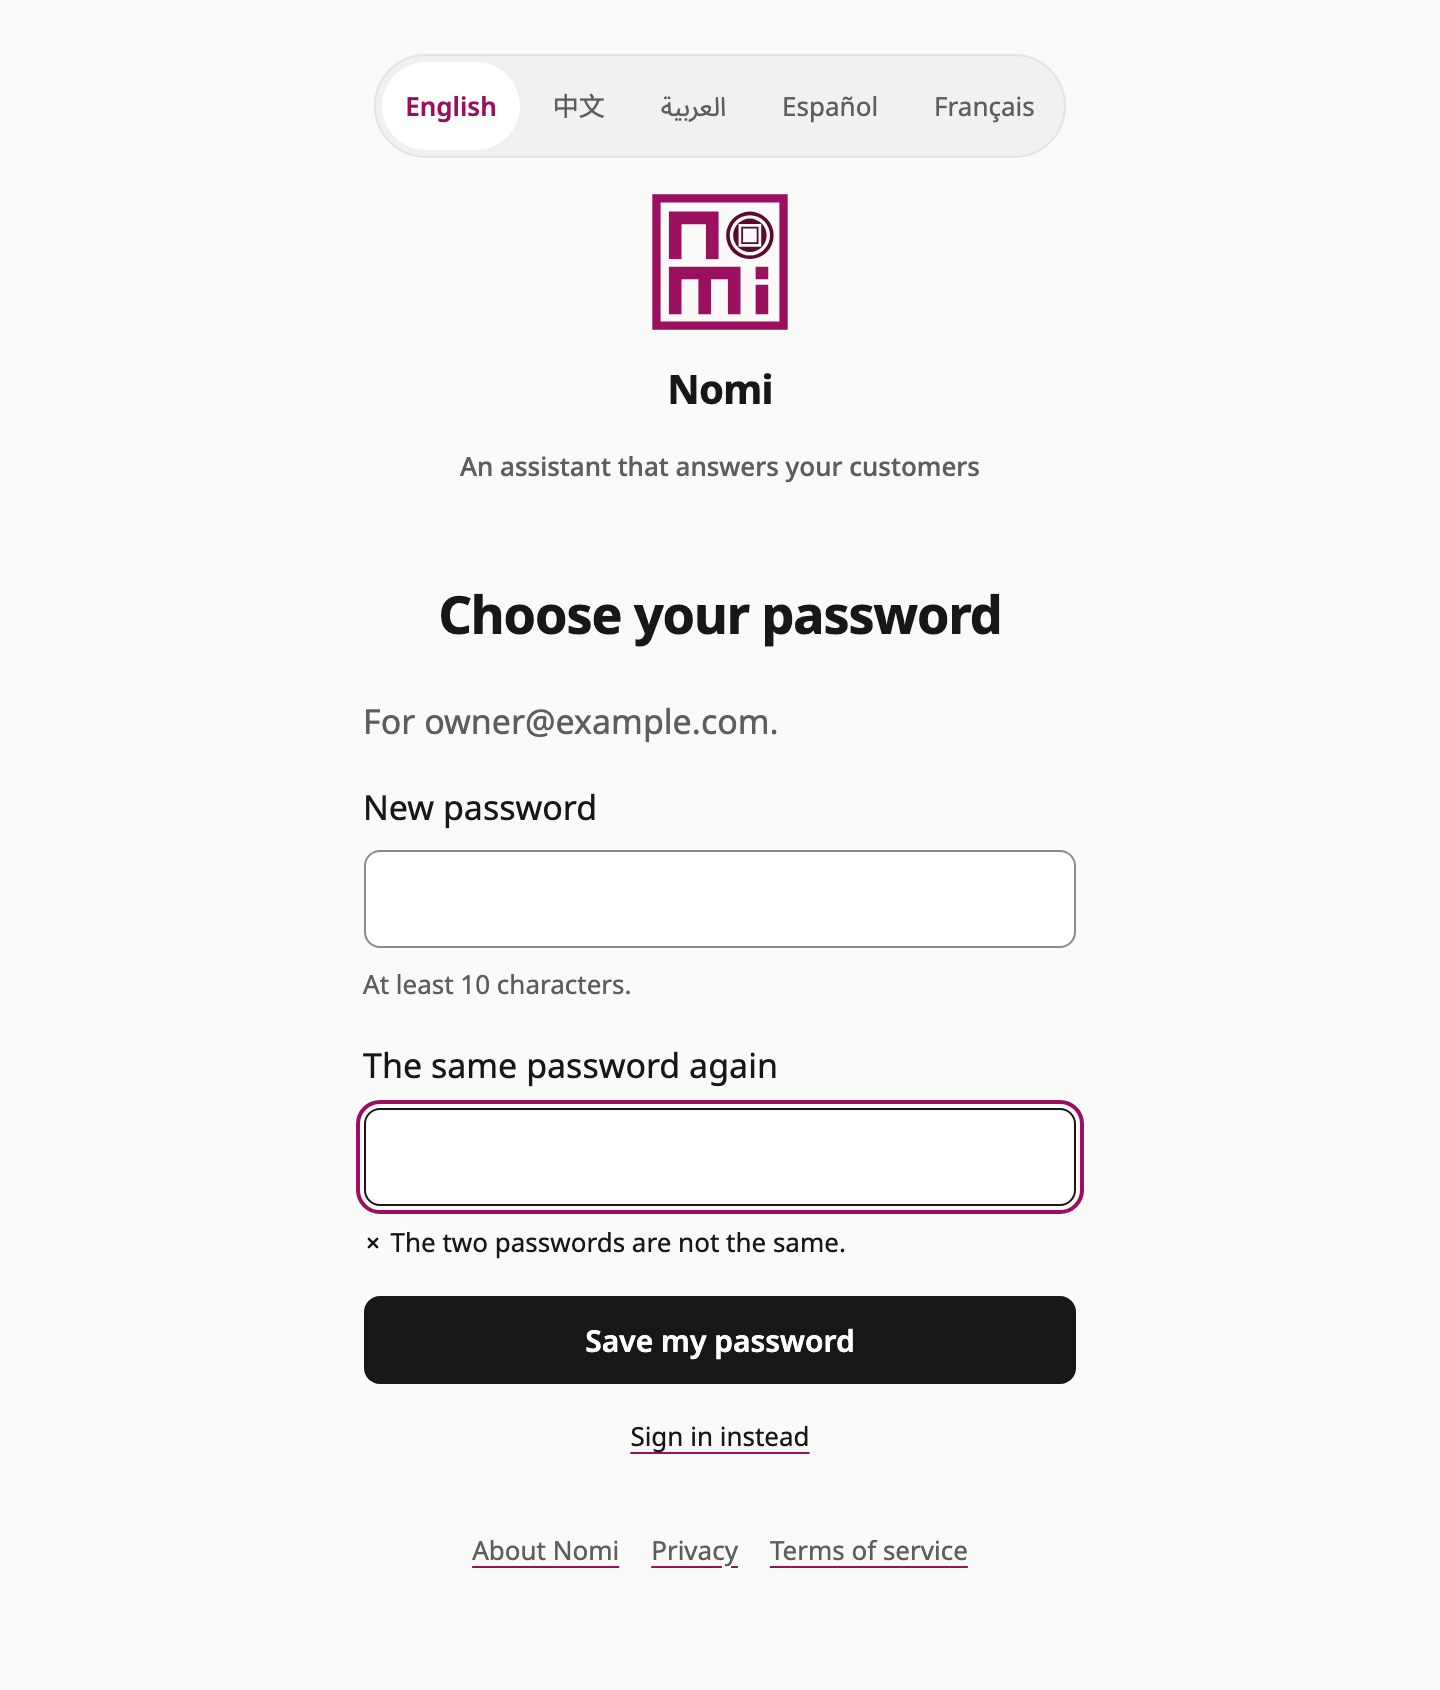 English
中文
العربية
Español
Français
nomi
Nomi
An assistant that answers your customers
Choose your password
For owner@example.com.
New password
At least 10 characters.
The same password again
× The two passwords are not the same.
Save my password
Sign in instead
About Nomi
Privacy
Terms of service